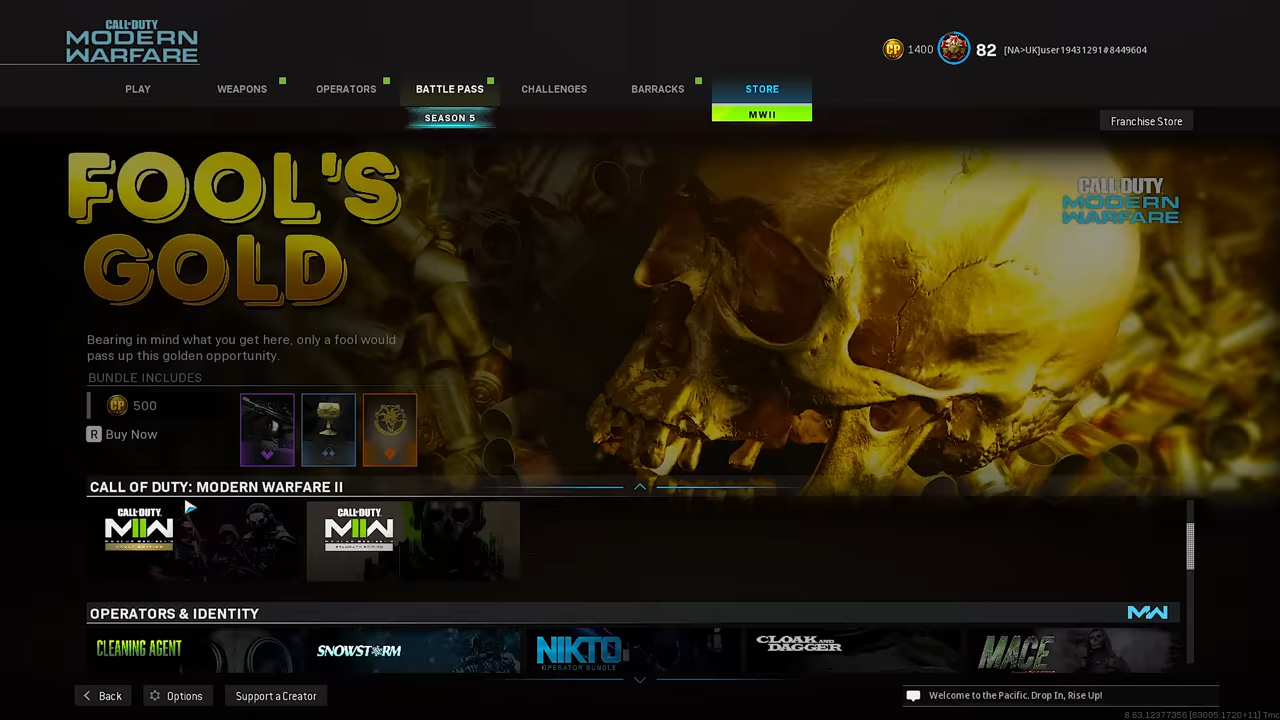 CALL OF DUTY
MODERN
WARFARE
CP 1400
82
[NA>UK]user19431291#8449604
PLAY
WEAPONS
OPERATORS
BATTLE PASS
CHALLENGES
BARRACKS
STORE
SEASON 5
MWII
Franchise Store
FOOL'S
GOLD
CALL OF DUTY
MODERN
WARFARE
Bearing in mind what you get here, only a fool would
pass up this golden opportunity.
BUNDLE INCLUDES
CP 500
R Buy Now
CALL OF DUTY: MODERN WARFARE II
CALL OF DUTY
MWII
CALL OF DUTY
MWII
OPERATORS & IDENTITY
MW
CLEANING AGENT
SNOWSTORM
NIKTO
OPERATOR BUNDLE
CLOAK AND
DAGGER
MACE
Back
Options
Support a Creator
Welcome to the Pacific. Drop In, Rise Up!